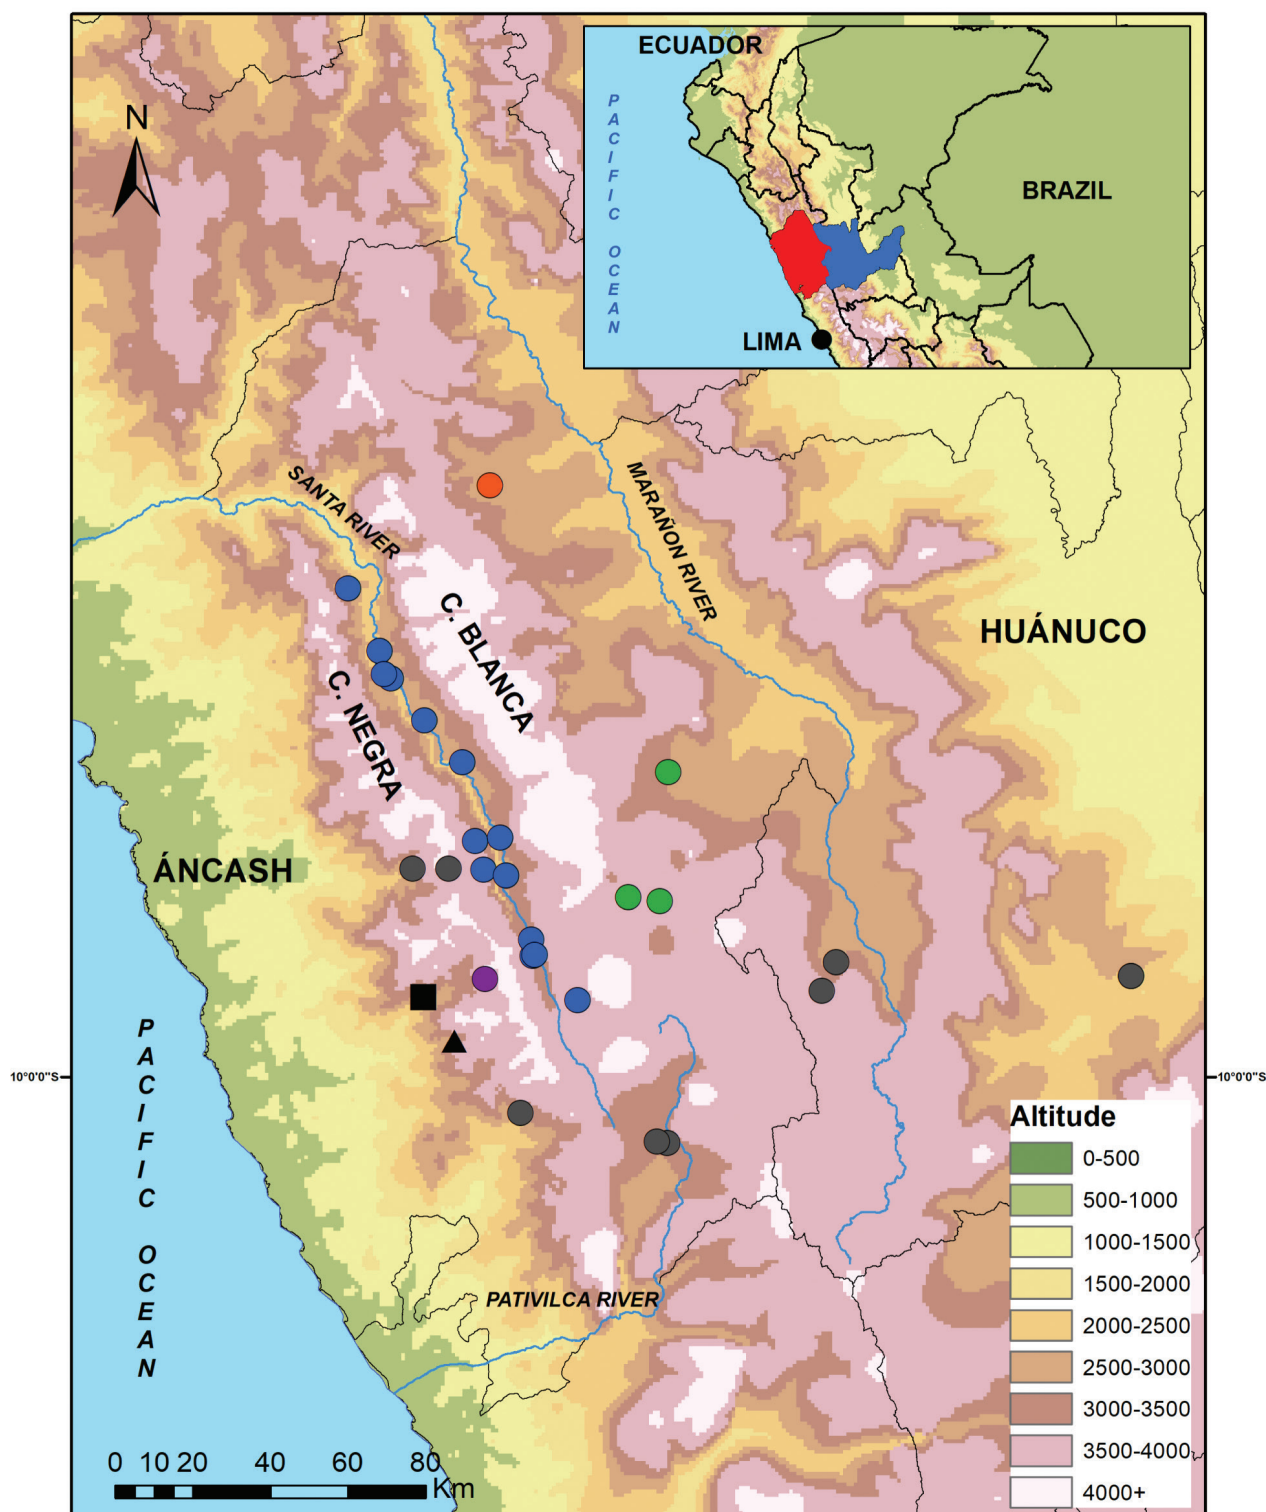 ECUADOR
PACIFIC OCEAN
BRAZIL
LIMA
N
SANTA RIVER
MARAÑON RIVER
C. BLANCA
HUÁNUCO
C. NEGRA
ÁNCASH
PACIFIC OCEAN
10°0'0"S
10°0'0"S
PATIVILCA RIVER
Altitude
0-500
500-1000
1000-1500
1500-2000
2000-2500
2500-3000
3000-3500
3500-4000
4000+
0 10 20 40 60 80
Km